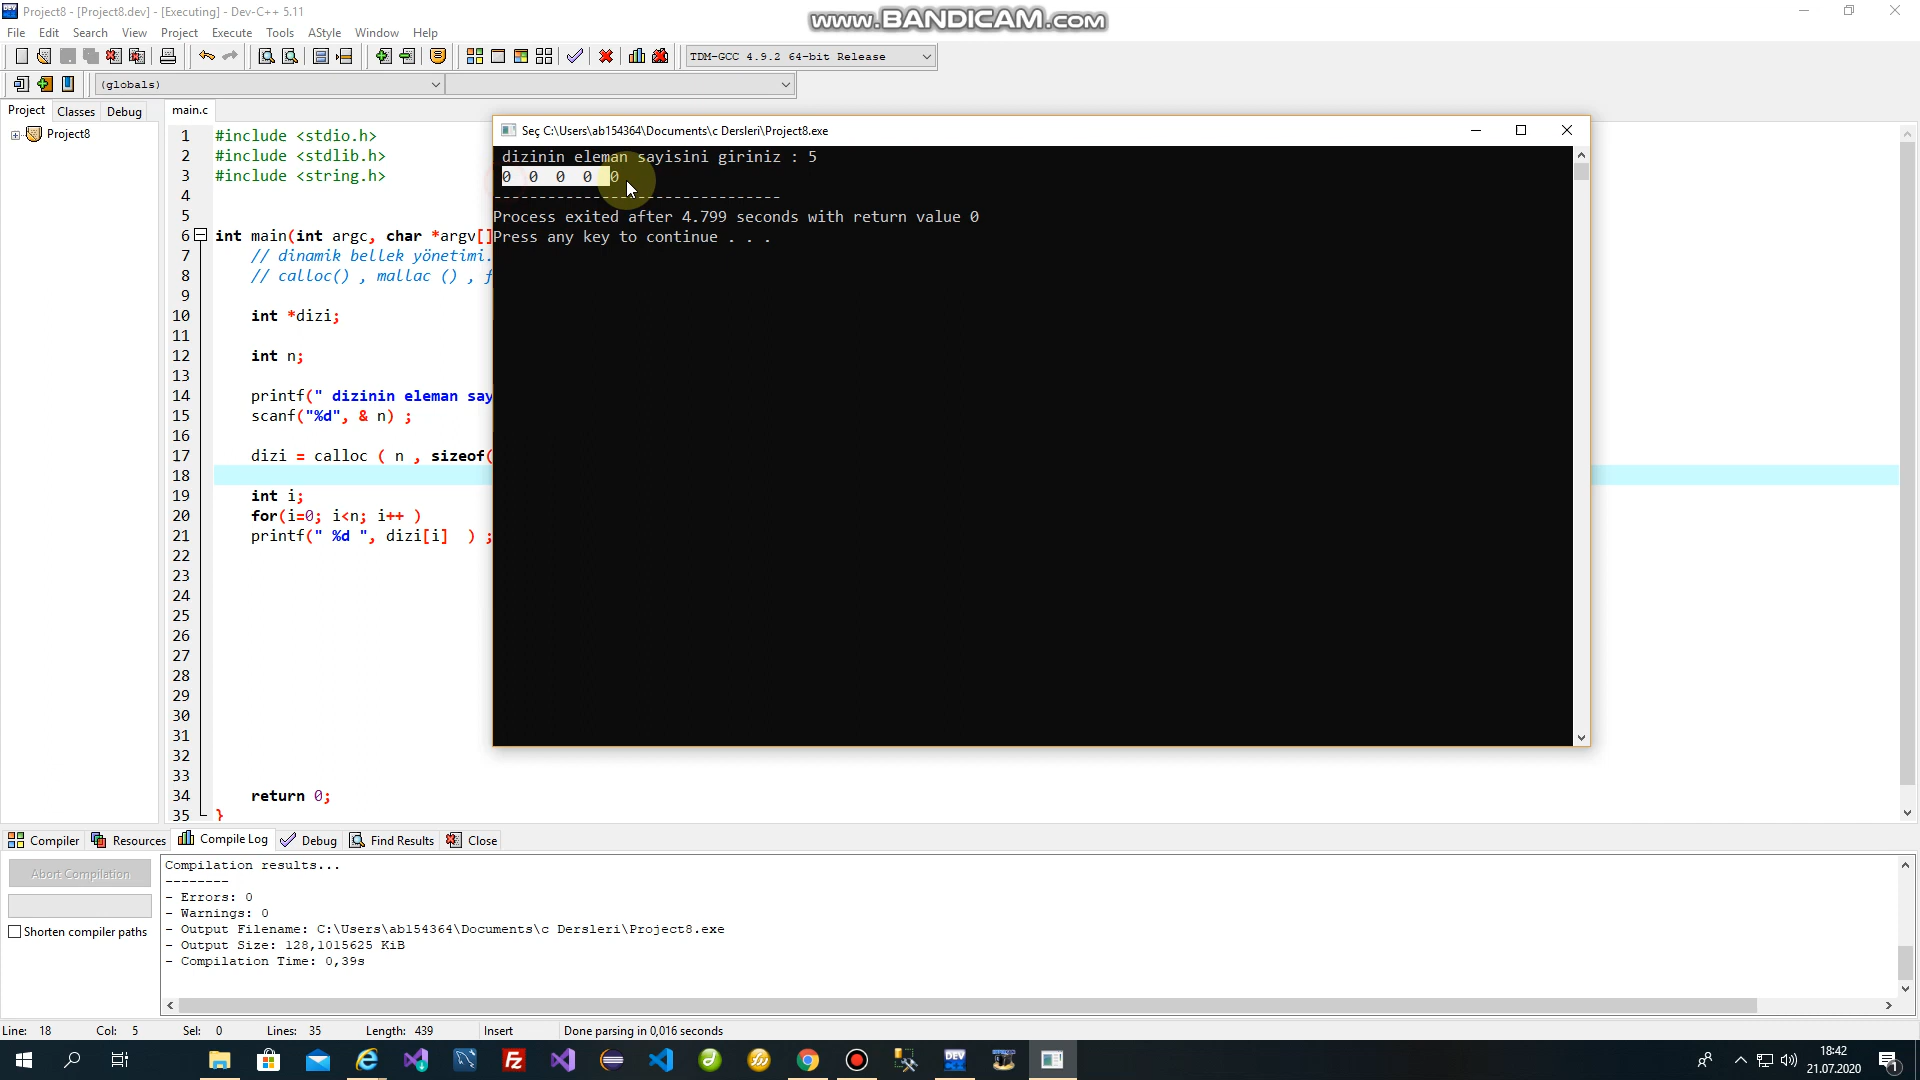 Project8 - [Project8.dev] - [Executing] - Dev-C++ 5.11
www.BANDICAM.com
File Edit Search View Project Execute Tools AStyle Window Help
TDM-GCC 4.9.2 64-bit Release
(globals)
Project Classes Debug
main.c
Project8
1 #include <stdio.h>
2 #include <stdlib.h>
3 #include <string.h>
4
5
6 int main(int argc, char *argv[]
7 // dinamik bellek yönetimi.
8 // calloc() , mallac () , f
9
10 int *dizi;
11
12 int n;
13
14 printf(" dizinin eleman say
15 scanf("%d", & n) ;
16
17 dizi = calloc ( n , sizeof(
18
19 int i;
20 for(i=0; i<n; i++ )
21 printf(" %d ", dizi[i] ) ;
22
23
24
25
26
27
28
29
30
31
32
33
34 return 0;
35 }
Seç C:\Users\ab154364\Documents\c Dersleri\Project8.exe
dizinin eleman sayisini giriniz : 5
0 0 0 0 0
--------------------------------
Process exited after 4.799 seconds with return value 0
Press any key to continue . . .
Compiler Resources Compile Log Debug Find Results Close
Abort Compilation
Shorten compiler paths
Compilation results...
--------
- Errors: 0
- Warnings: 0
- Output Filename: C:\Users\ab154364\Documents\c Dersleri\Project8.exe
- Output Size: 128,1015625 KiB
- Compilation Time: 0,39s
Line: 18 Col: 5 Sel: 0 Lines: 35 Length: 439 Insert Done parsing in 0,016 seconds
18:42
21.07.2020
1